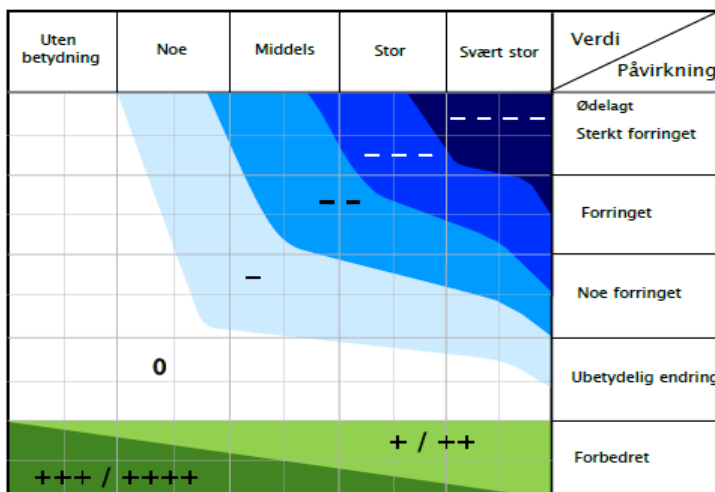 Uten
betydning
Noe
Middels
Stor
Svært stor
Verdi
Påvirkning
Ødelagt
Sterkt forringet
– – – –
– – –
– –
Forringet
–
Noe forringet
0
Ubetydelig endring
+ / ++
Forbedret
+++ / ++++